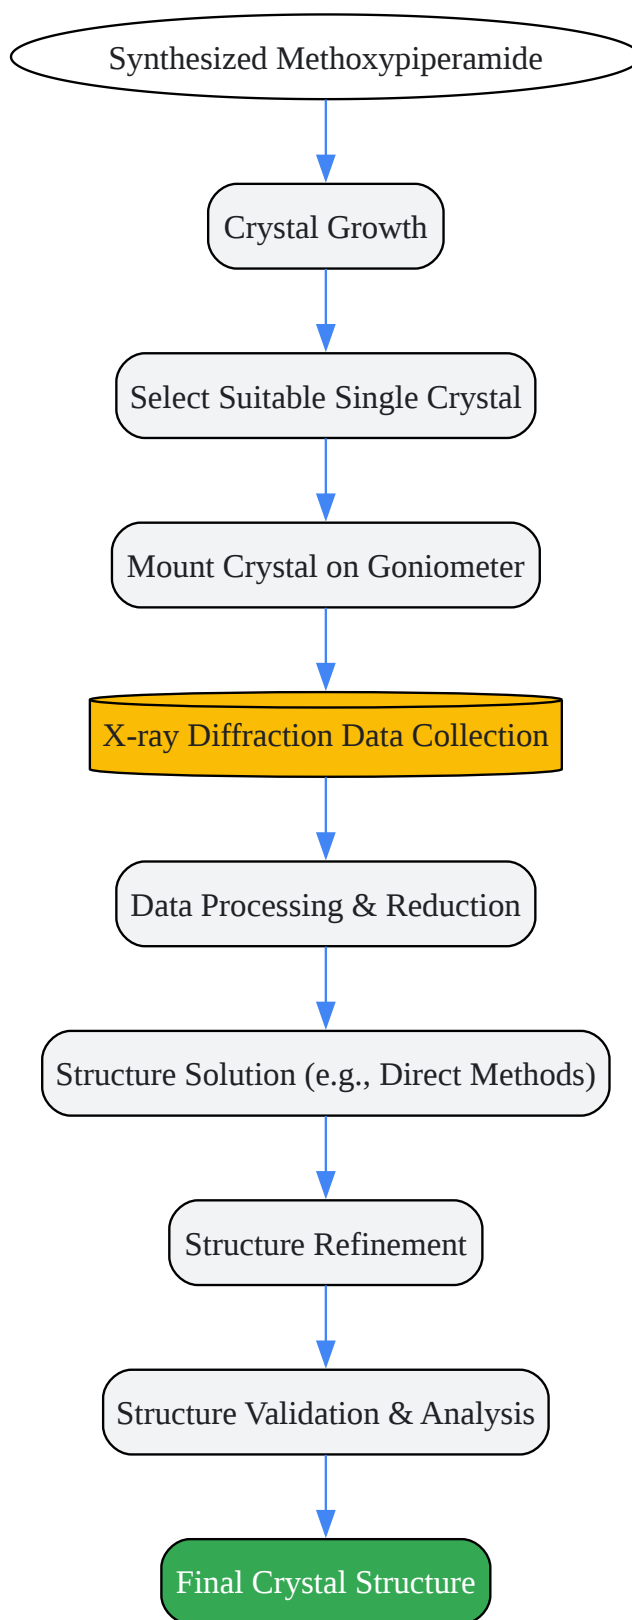 Synthesized Methoxypiperamide
Crystal Growth
Select Suitable Single Crystal
Mount Crystal on Goniometer
X-ray Diffraction Data Collection
Data Processing & Reduction
Structure Solution (e.g., Direct Methods)
Structure Refinement
Structure Validation & Analysis
Final Crystal Structure